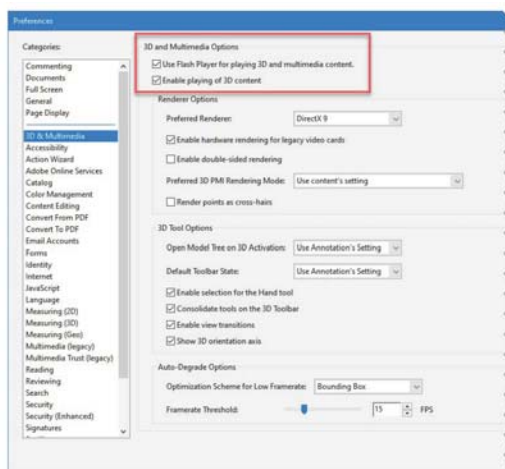 Preferences
Categories:
Commenting
Documents
Full Screen
General
Page Display
3D & Multimedia
Accessibility
Action Wizard
Adobe Online Services
Catalog
Color Management
Content Editing
Convert From PDF
Convert To PDF
Email Accounts
Forms
Identity
Internet
JavaScript
Language
Measuring (2D)
Measuring (3D)
Measuring (Geo)
Multimedia (legacy)
Multimedia Trust (legacy)
Reading
Reviewing
Search
Security
Security (Enhanced)
Signatures
3D and Multimedia Options
Use Flash Player for playing 3D and multimedia content.
Enable playing of 3D content
Renderer Options
Preferred Renderer: DirectX 9
Enable hardware rendering for legacy video cards
Enable double-sided rendering
Preferred 3D PMI Rendering Mode: Use content's setting
Render points as cross-hairs
3D Tool Options
Open Model Tree on 3D Activation: Use Annotation's Setting
Default Toolbar State: Use Annotation's Setting
Enable selection for the Hand tool
Consolidate tools on the 3D Toolbar
Enable view transitions
Show 3D orientation axis
Auto-Degrade Options
Optimization Scheme for Low Framerate: Bounding Box
Framerate Threshold: 15 FPS